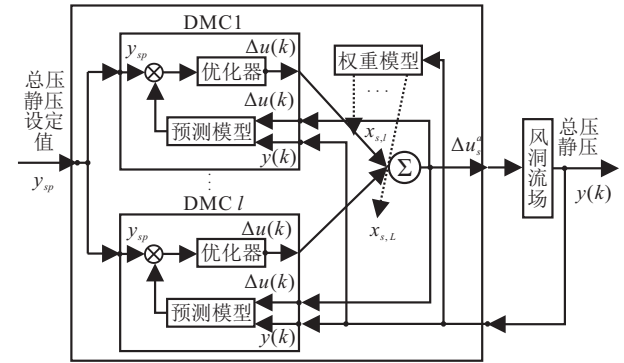 DMC1
y_sp
Δu(k)
优化器
权重模型
· · ·
Δu(k)
预测模型
y(k)
x_{s,l}
x_{s,L}
Σ
Δu_s^a
总压
静压
设定
值
y_sp
风洞流场
总压
静压
y(k)
DMC l
y_sp
Δu(k)
优化器
Δu(k)
预测模型
y(k)